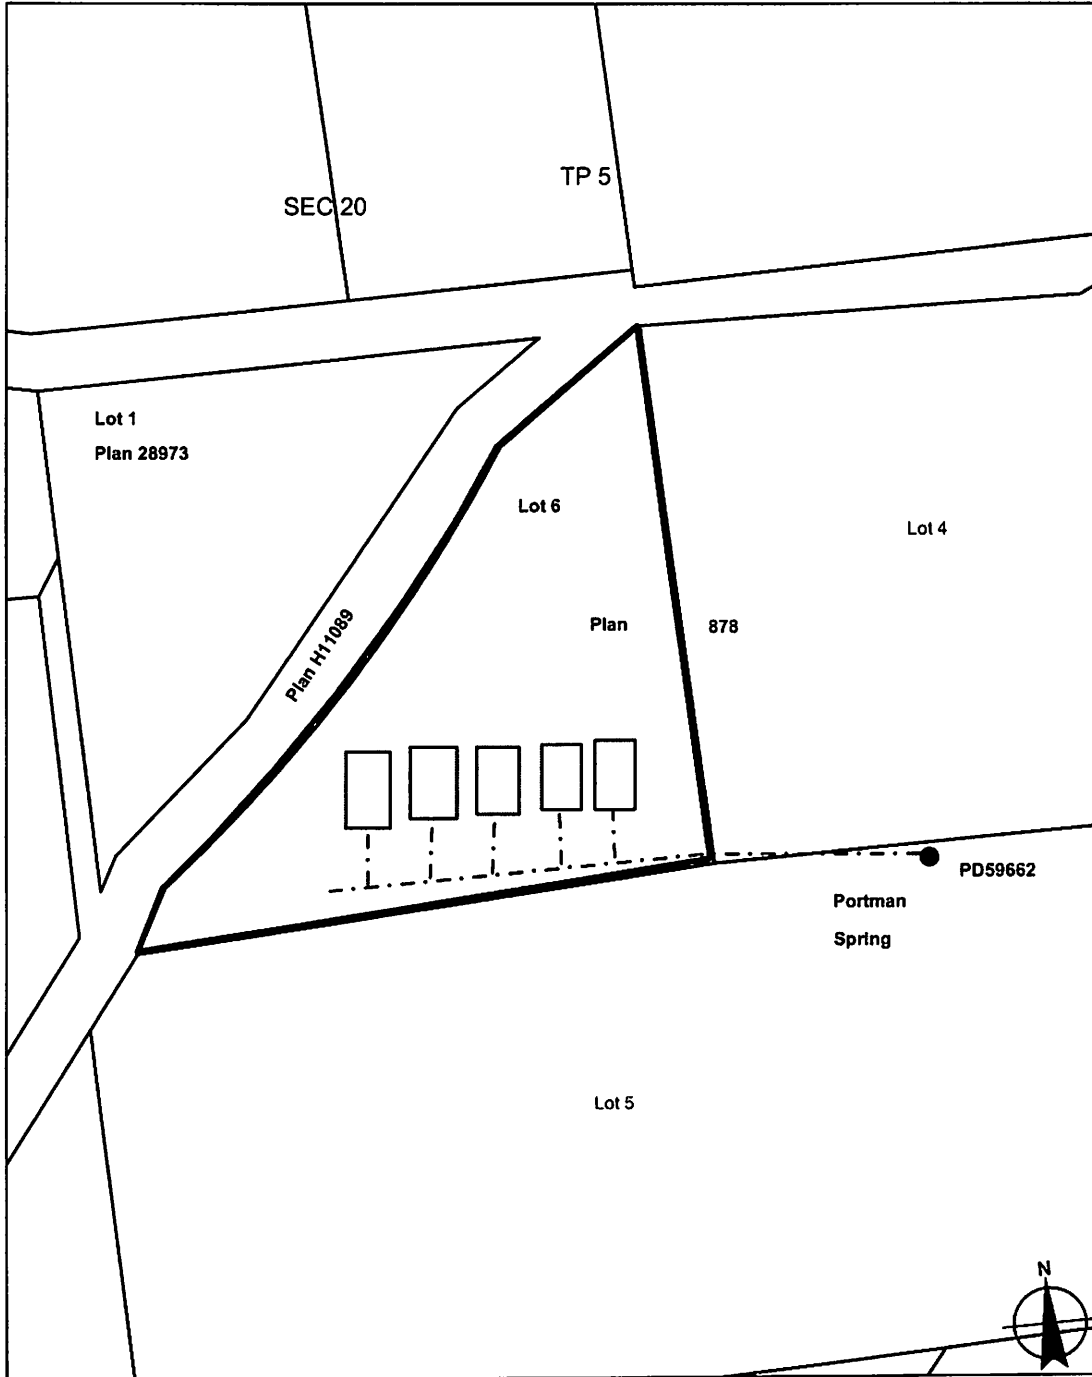 TP 5
SEC 20
Lot 1
Plan 28973
Lot 6
Lot 4
Plan H11089
Plan 878
PD59662
Portman
Spring
Lot 5
N